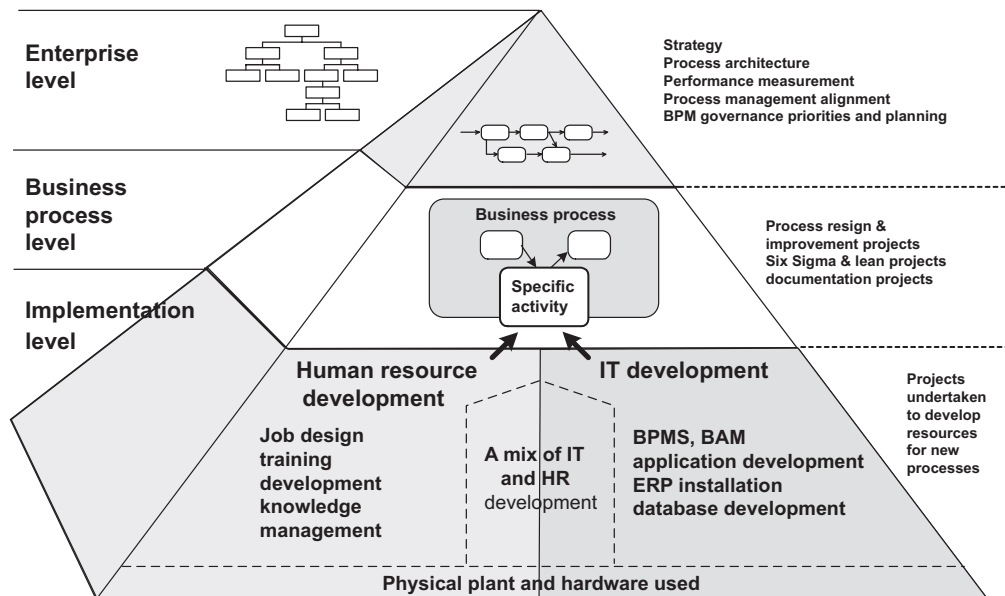 Enterprise
level
Strategy
Process architecture
Performance measurement
Process management alignment
BPM governance priorities and planning
Business
process
level
Business process
Specific
activity
Process resign &
improvement projects
Six Sigma & lean projects
documentation projects
Implementation
level
Human resource
development
IT development
Job design
training
development
knowledge
management
A mix of IT
and HR
development
BPMS, BAM
application development
ERP installation
database development
Projects
undertaken
to develop
resources
for new
processes
Physical plant and hardware used